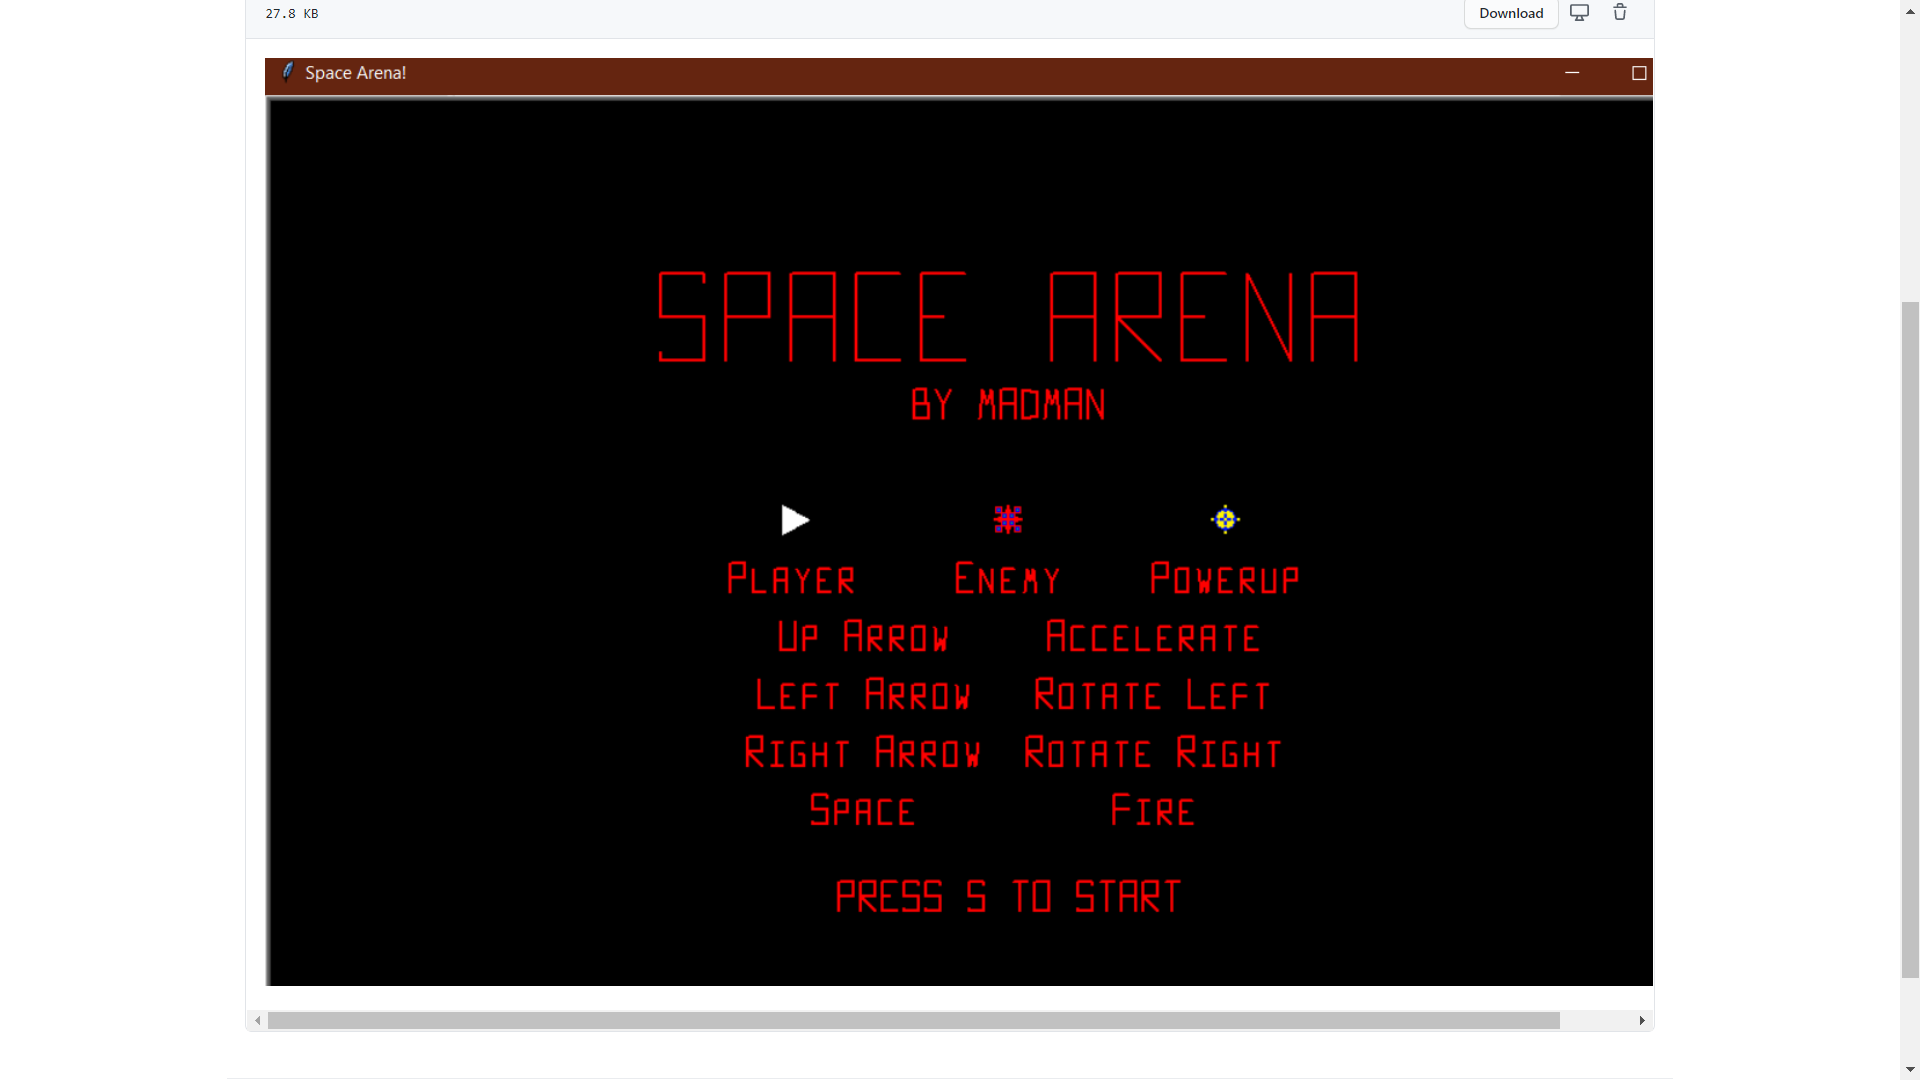 27.8 KB
Download
Space Arena!
SPACE ARENA
BY MADMAN
PLAYER ENEMY POWERUP
UP ARROW ACCELERATE
LEFT ARROW ROTATE LEFT
RIGHT ARROW ROTATE RIGHT
SPACE FIRE
PRESS S TO START